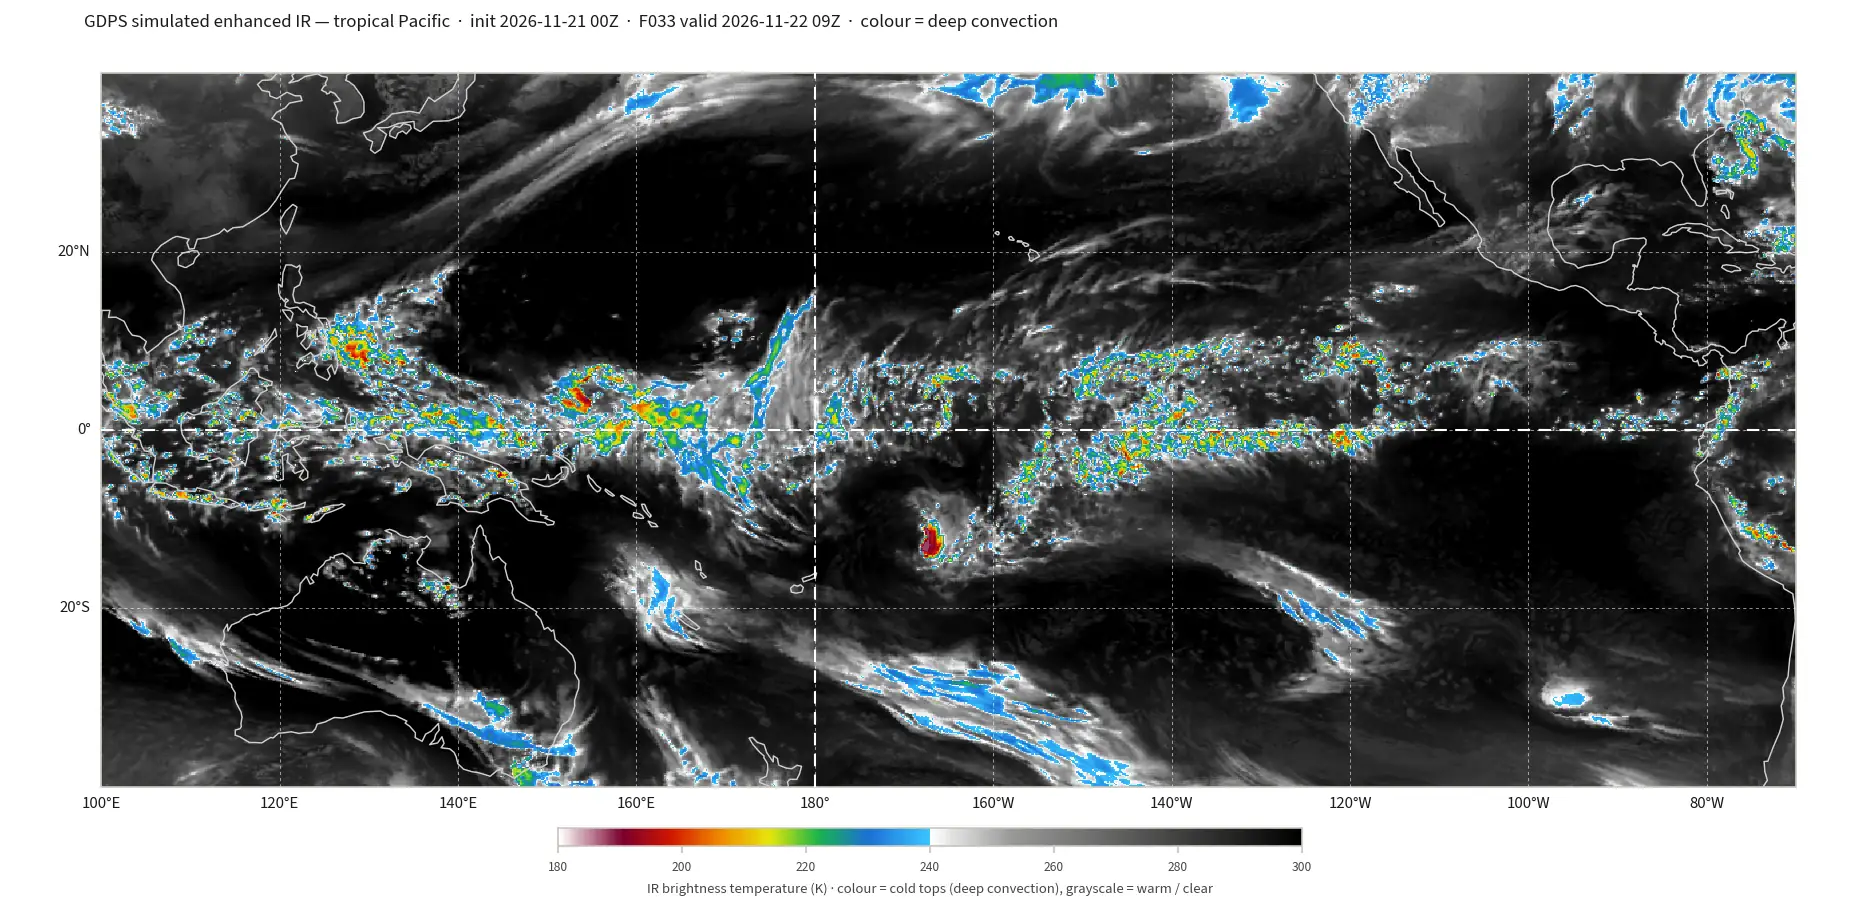 GDPS simulated enhanced IR — tropical Pacific · init 2026-11-21 00Z · F033 valid 2026-11-22 09Z · colour = deep convection
20°N
0°
20°S
100°E 120°E 140°E 160°E 180° 160°W 140°W 120°W 100°W 80°W
180 200 220 240 260 280 300
IR brightness temperature (K) · colour = cold tops (deep convection), grayscale = warm / clear